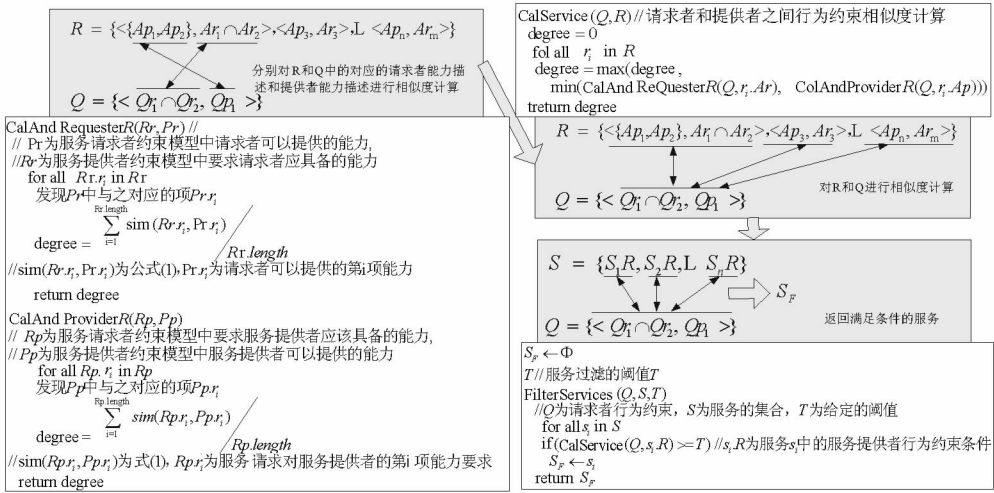 R = {<{Ap₁,Ap₂}, Ar₁∩Ar₂>,<Ap₃, Ar₃>,L <Apₙ, Arₘ>}
分别对R和Q中的对应的请求者能力描
述和提供者能力描述进行相似度计算
Q = {< Qr₁∩Qr₂, Qp₁ >}
CalAnd RequesterR(Rr, Pr) //
// Pr为服务请求者约束模型中请求者可以提供的能力,
//Rr为服务提供者约束模型中要求请求者应具备的能力
for all Rr.rᵢ in Rr
发现Pr中与之对应的项Pr.rᵢ
degree = ∑ᵢ₌₁^Rr.length sim(Rr.rᵢ, Pr.rᵢ) / Rr.length
//sim(Rr.rᵢ, Pr.rᵢ)为公式(1), Pr.rᵢ为请求者可以提供的第i项能力
return degree
CalAnd ProviderR(Rp, Pp)
// Rp为服务请求者约束模型中要求服务提供者应该具备的能力,
//Pp为服务提供者约束模型中服务提供者可以提供的能力
for all Rp.rᵢ in Rp
发现Pp中与之对应的项Pp.rᵢ
degree = ∑ᵢ₌₁^Rp.length sim(Rp.rᵢ, Pp.rᵢ) / Rp.length
//sim(Rp.rᵢ, Pp.rᵢ)为式(1), Rp.rᵢ为服务请求对服务提供者的第i 项能力要求
return degree
CalService (Q, R) //请求者和提供者之间行为约束相似度计算
degree = 0
fol all rᵢ in R
degree = max(degree,
min(CalAnd ReQuesterR(Q,rᵢ.Ar), ColAndProviderR(Q,rᵢ.Ap)))
treturn degree
R = {<{Ap₁,Ap₂}, Ar₁∩Ar₂>,<Ap₃, Ar₃>,L <Apₙ, Arₘ>}
对R和Q进行相似度计算
Q = {< Qr₁∩Qr₂, Qp₁ >}
S = {S₁R, S₂R,L SₙR}
S_F
Q = {< Qr₁∩Qr₂, Qp₁ >}
返回满足条件的服务
S_F ← Φ
T//服务过滤的阈值T
FilterServices (Q,S,T)
//Q为请求者行为约束，S为服务的集合，T为给定的阈值
for all sᵢ in S
if(CalService(Q,sᵢ.R) >=T) //sᵢ.R为服务sᵢ中的服务提供者行为约束条件
S_F ← sᵢ
return S_F